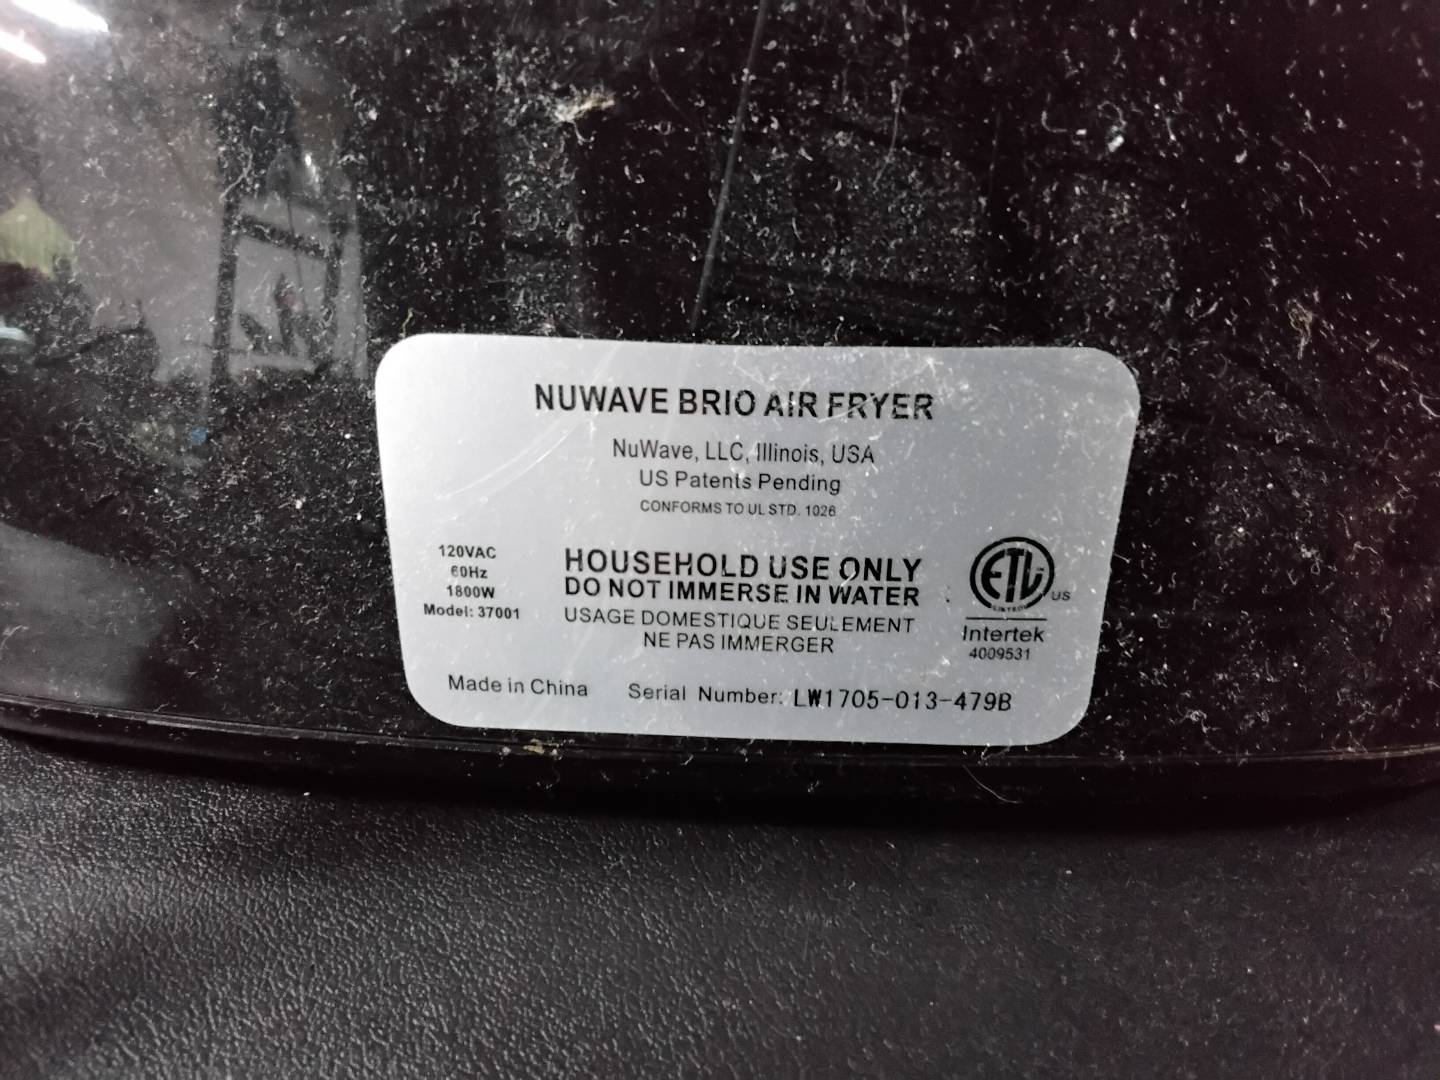 NUWAVE BRIO AIR FRYER
NuWave, LLC, Illinois, USA
US Patents Pending
CONFORMS TO UL STD. 1026
120VAC
60Hz
1800W
Model: 37001
HOUSEHOLD USE ONLY
DO NOT IMMERSE IN WATER
USAGE DOMESTIQUE SEULEMENT
NE PAS IMMERGER
ETL
LISTED
US
Intertek
4009531
Made in China
Serial Number: LW1705-013-479B